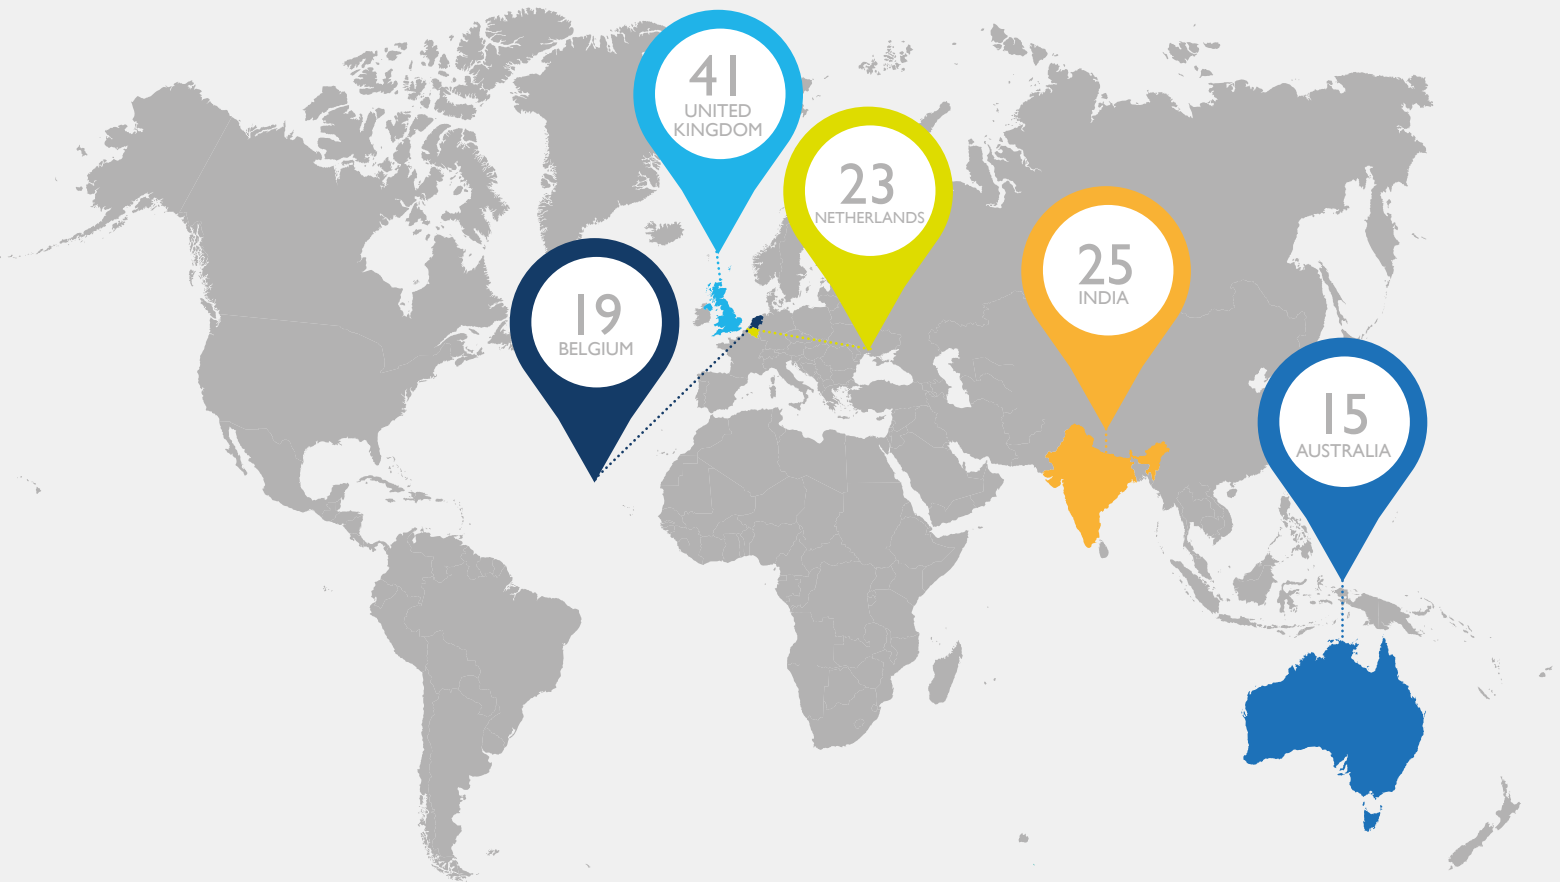 41
UNITED
KINGDOM
23
NETHERLANDS
25
INDIA
19
BELGIUM
15
AUSTRALIA